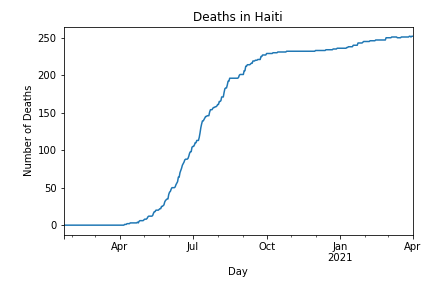 Deaths in Haiti
250
200
150
100
50
0
Number of Deaths
Apr
Jul
Oct
Jan
2021
Apr
Day